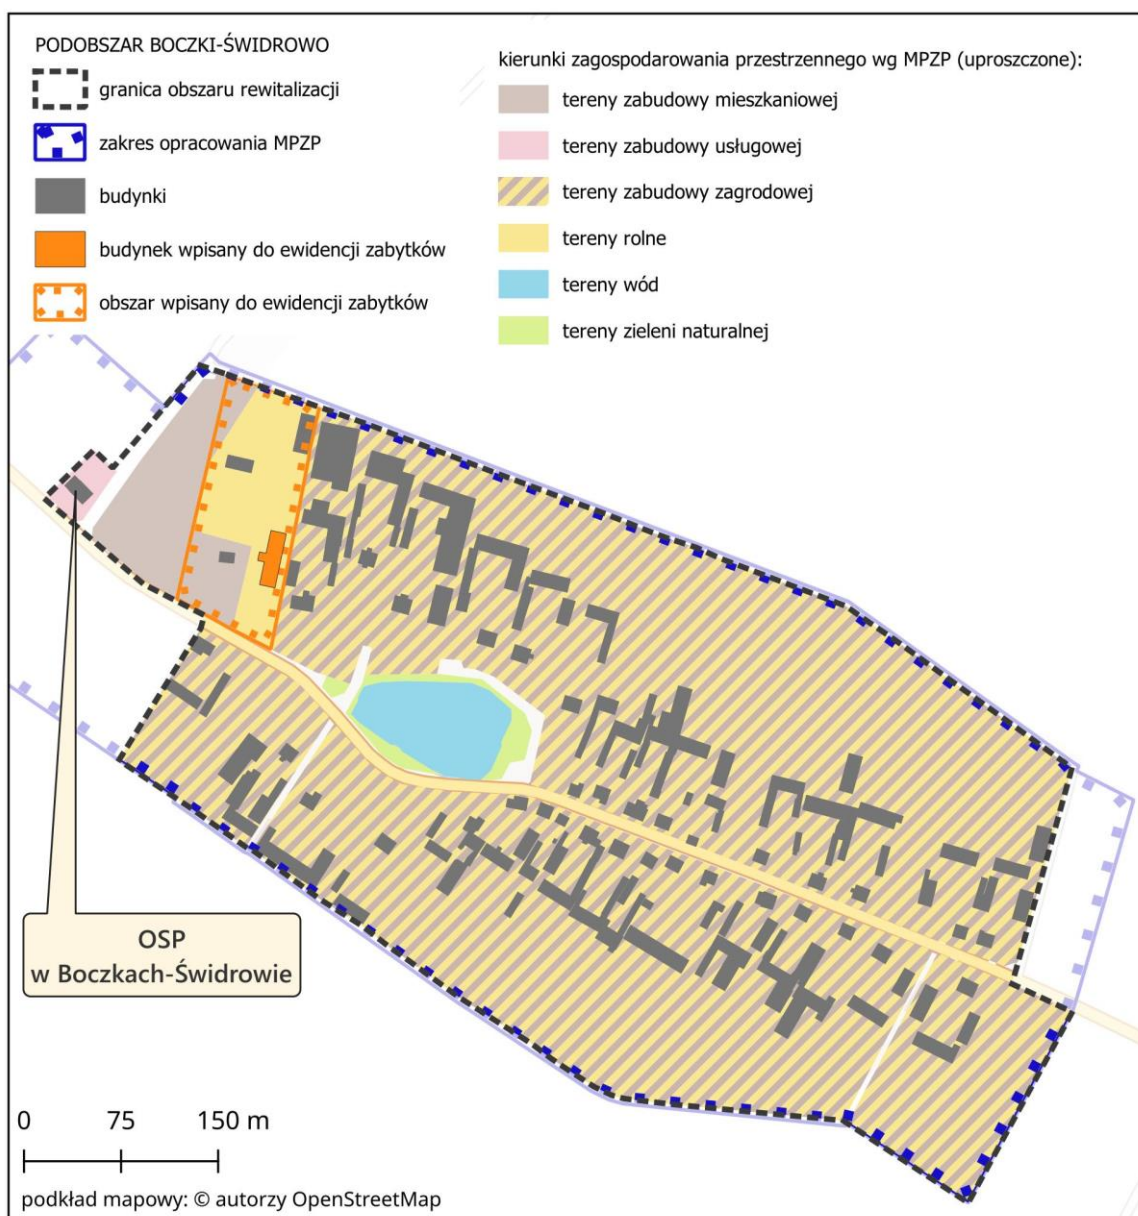 PODOBSZAR BOCZKI-ŚWIDROWO
granica obszaru rewitalizacji
zakres opracowania MPZP
budynki
budynek wpisany do ewidencji zabytków
obszar wpisany do ewidencji zabytków
kierunki zagospodarowania przestrzennego wg MPZP (uproszczone):
tereny zabudowy mieszkaniowej
tereny zabudowy usługowej
tereny zabudowy zagrodowej
tereny rolne
tereny wód
tereny zieleni naturalnej
OSP
w Boczkach-Świdrowie
0 75 150 m
podkład mapowy: © autorzy OpenStreetMap